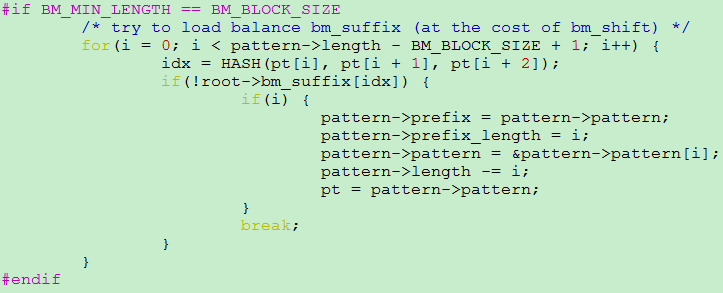 #if BM_MIN_LENGTH == BM_BLOCK_SIZE
        /* try to load balance bm_suffix (at the cost of bm_shift) */
        for(i = 0; i < pattern->length - BM_BLOCK_SIZE + 1; i++) {
                idx = HASH(pt[i], pt[i + 1], pt[i + 2]);
                if(!root->bm_suffix[idx]) {
                        if(i) {
                                pattern->prefix = pattern->pattern;
                                pattern->prefix_length = i;
                                pattern->pattern = &pattern->pattern[i];
                                pattern->length -= i;
                                pt = pattern->pattern;
                        }
                        break;
                }
        }
#endif